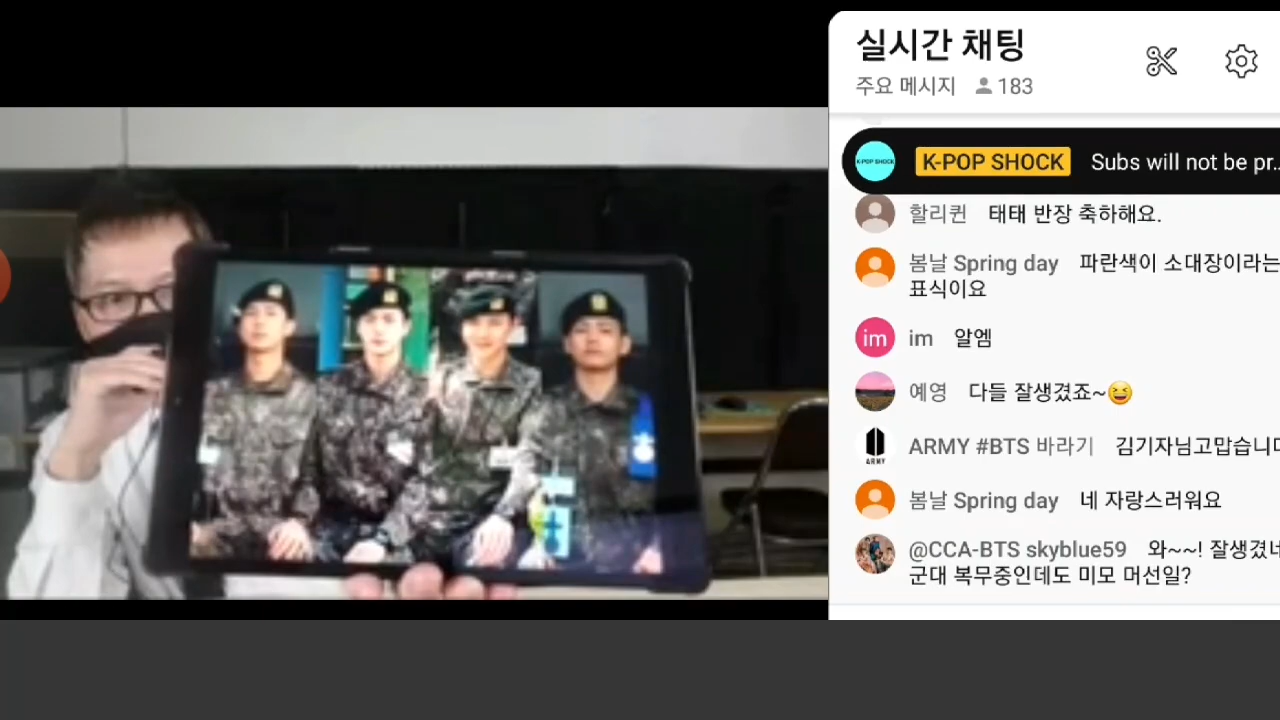 실시간 채팅
주요 메시지 183
K-POP SHOCK Subs will not be pr...
할리퀸 태태 반장 축하해요.
봄날 Spring day 파란색이 소대장이라는
표식이요
im im 알엠
예영 다들 잘생겼죠~😆
ARMY ARMY #BTS 바라기 김기자님고맙습니다
봄날 Spring day 네 자랑스러워요
@CCA-BTS skyblue59 와~~! 잘생겼네
군대 복무중인데도 미모 머선일?